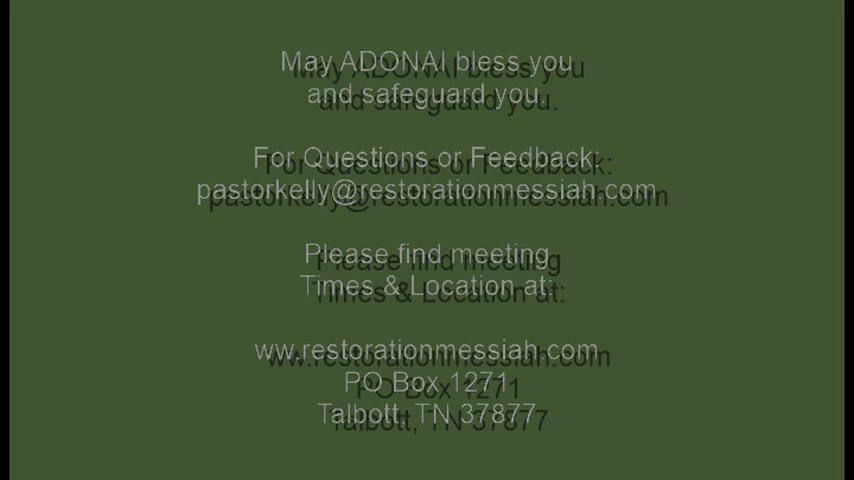 May ADONAI bless you
and safeguard you.
For Questions or Feedback:
pastorkelly@restorationmessiah.com
Please find meeting
Times & Location at:
ww.restorationmessiah.com
PO Box 1271
Talbott, TN 37877